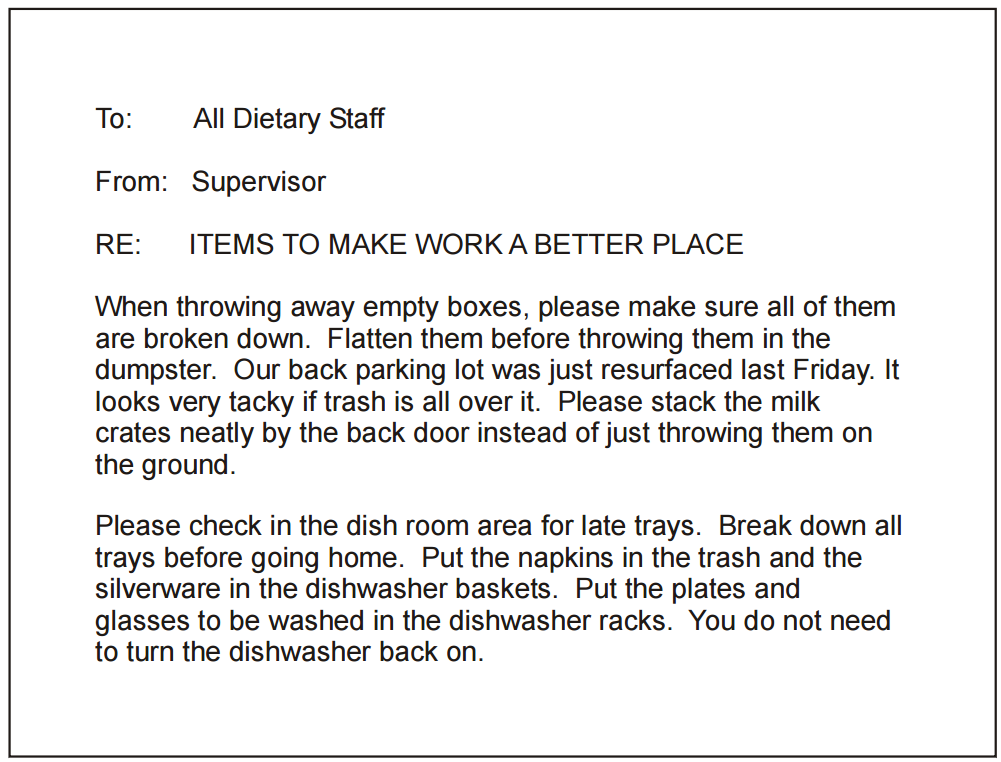 To: All Dietary Staff
From: Supervisor
RE: ITEMS TO MAKE WORK A BETTER PLACE
When throwing away empty boxes, please make sure all of them
are broken down. Flatten them before throwing them in the
dumpster. Our back parking lot was just resurfaced last Friday. It
looks very tacky if trash is all over it. Please stack the milk
crates neatly by the back door instead of just throwing them on
the ground.
Please check in the dish room area for late trays. Break down all
trays before going home. Put the napkins in the trash and the
silverware in the dishwasher baskets. Put the plates and
glasses to be washed in the dishwasher racks. You do not need
to turn the dishwasher back on.